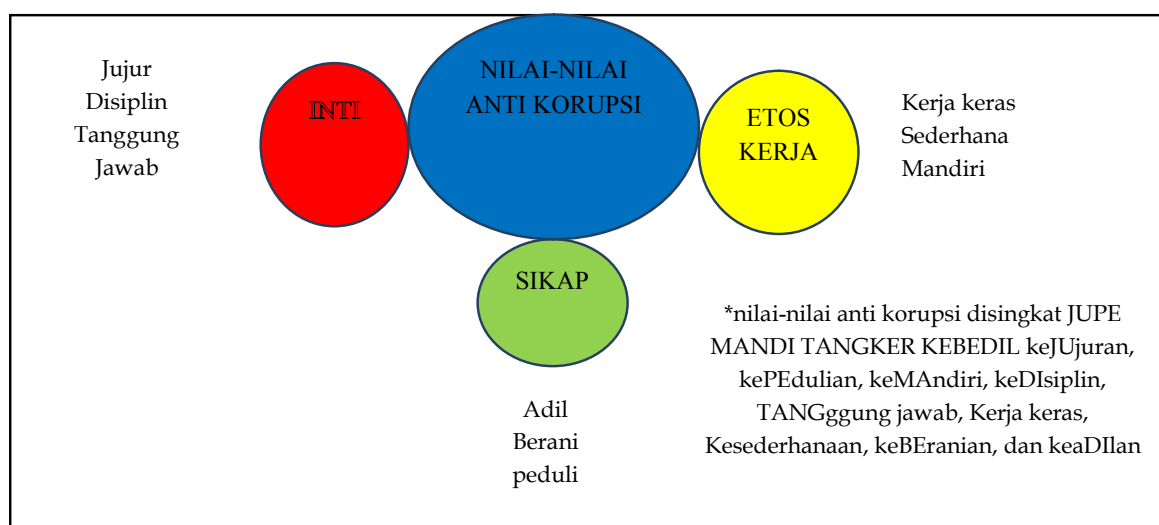 Jujur
Disiplin
Tanggung
Jawab
INTI
NILAI-NILAI
ANTI KORUPSI
ETOS
KERJA
Kerja keras
Sederhana
Mandiri
SIKAP
Adil
Berani
peduli
*nilai-nilai anti korupsi disingkat JUPE
MANDI TANGKER KEBEDIL keJUjuran,
kePEdulian, keMAndiri, keDIsiplin,
TANGggung jawab, Kerja keras,
Kesederhanaan, keBEranian, dan keaDIlan